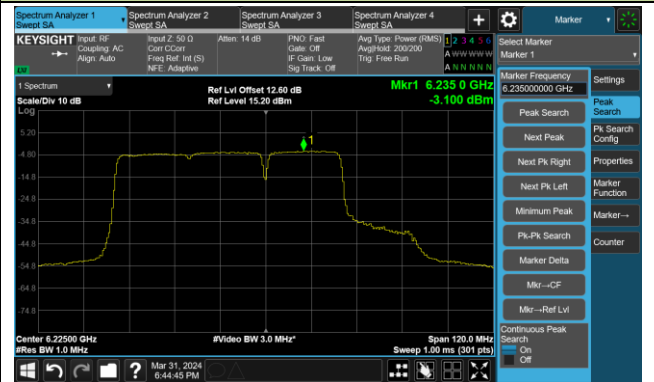 Spectrum Analyzer 1
Swept SA
Spectrum Analyzer 2
Swept SA
Spectrum Analyzer 3
Swept SA
Spectrum Analyzer 4
Swept SA
+
Marker
KEYSIGHT
Input: RF
Coupling: AC
Align: Auto
Input Z: 50 Ω
Corr CCorr
Freq Ref: Int (S)
NFE: Adaptive
Atten: 14 dB
PNO: Fast
Gate: Off
IF Gain: Low
Sig Track: Off
Avg Type: Power (RMS)
Avg|Hold: 200/200
Trig: Free Run
1 2 3 4 5 6
A W W W W W
A N N N N N
Select Marker
Marker 1
1 Spectrum
Scale/Div 10 dB
Log
Ref Lvl Offset 12.60 dB
Ref Level 15.20 dBm
Mkr1 6.235 0 GHz
-3.100 dBm
5.20
-4.80
-14.8
-24.8
-34.8
-44.8
-54.8
-64.8
-74.8
1
Center 6.22500 GHz
#Res BW 1.0 MHz
#Video BW 3.0 MHz*
Span 120.0 MHz
Sweep 1.00 ms (301 pts)
Marker Frequency
6.235000000 GHz
Peak Search
Next Peak
Next Pk Right
Next Pk Left
Minimum Peak
Pk-Pk Search
Marker Delta
Mkr→CF
Mkr→Ref Lvl
Continuous Peak
Search
On
Off
Settings
Peak
Search
Pk Search
Config
Properties
Marker
Function
Marker→
Counter
?
Mar 31, 2024
6:44:45 PM